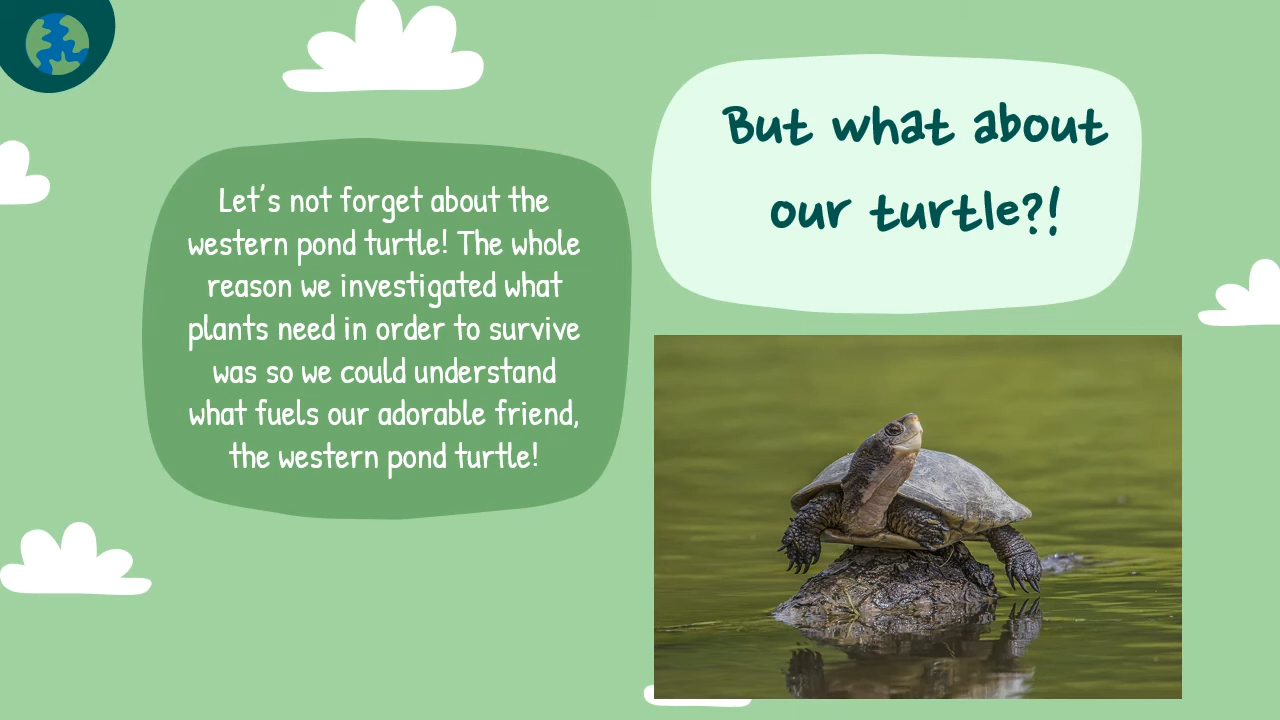 But what about
our turtle?!
Let's not forget about the
western pond turtle! The whole
reason we investigated what
plants need in order to survive
was so we could understand
what fuels our adorable friend,
the western pond turtle!